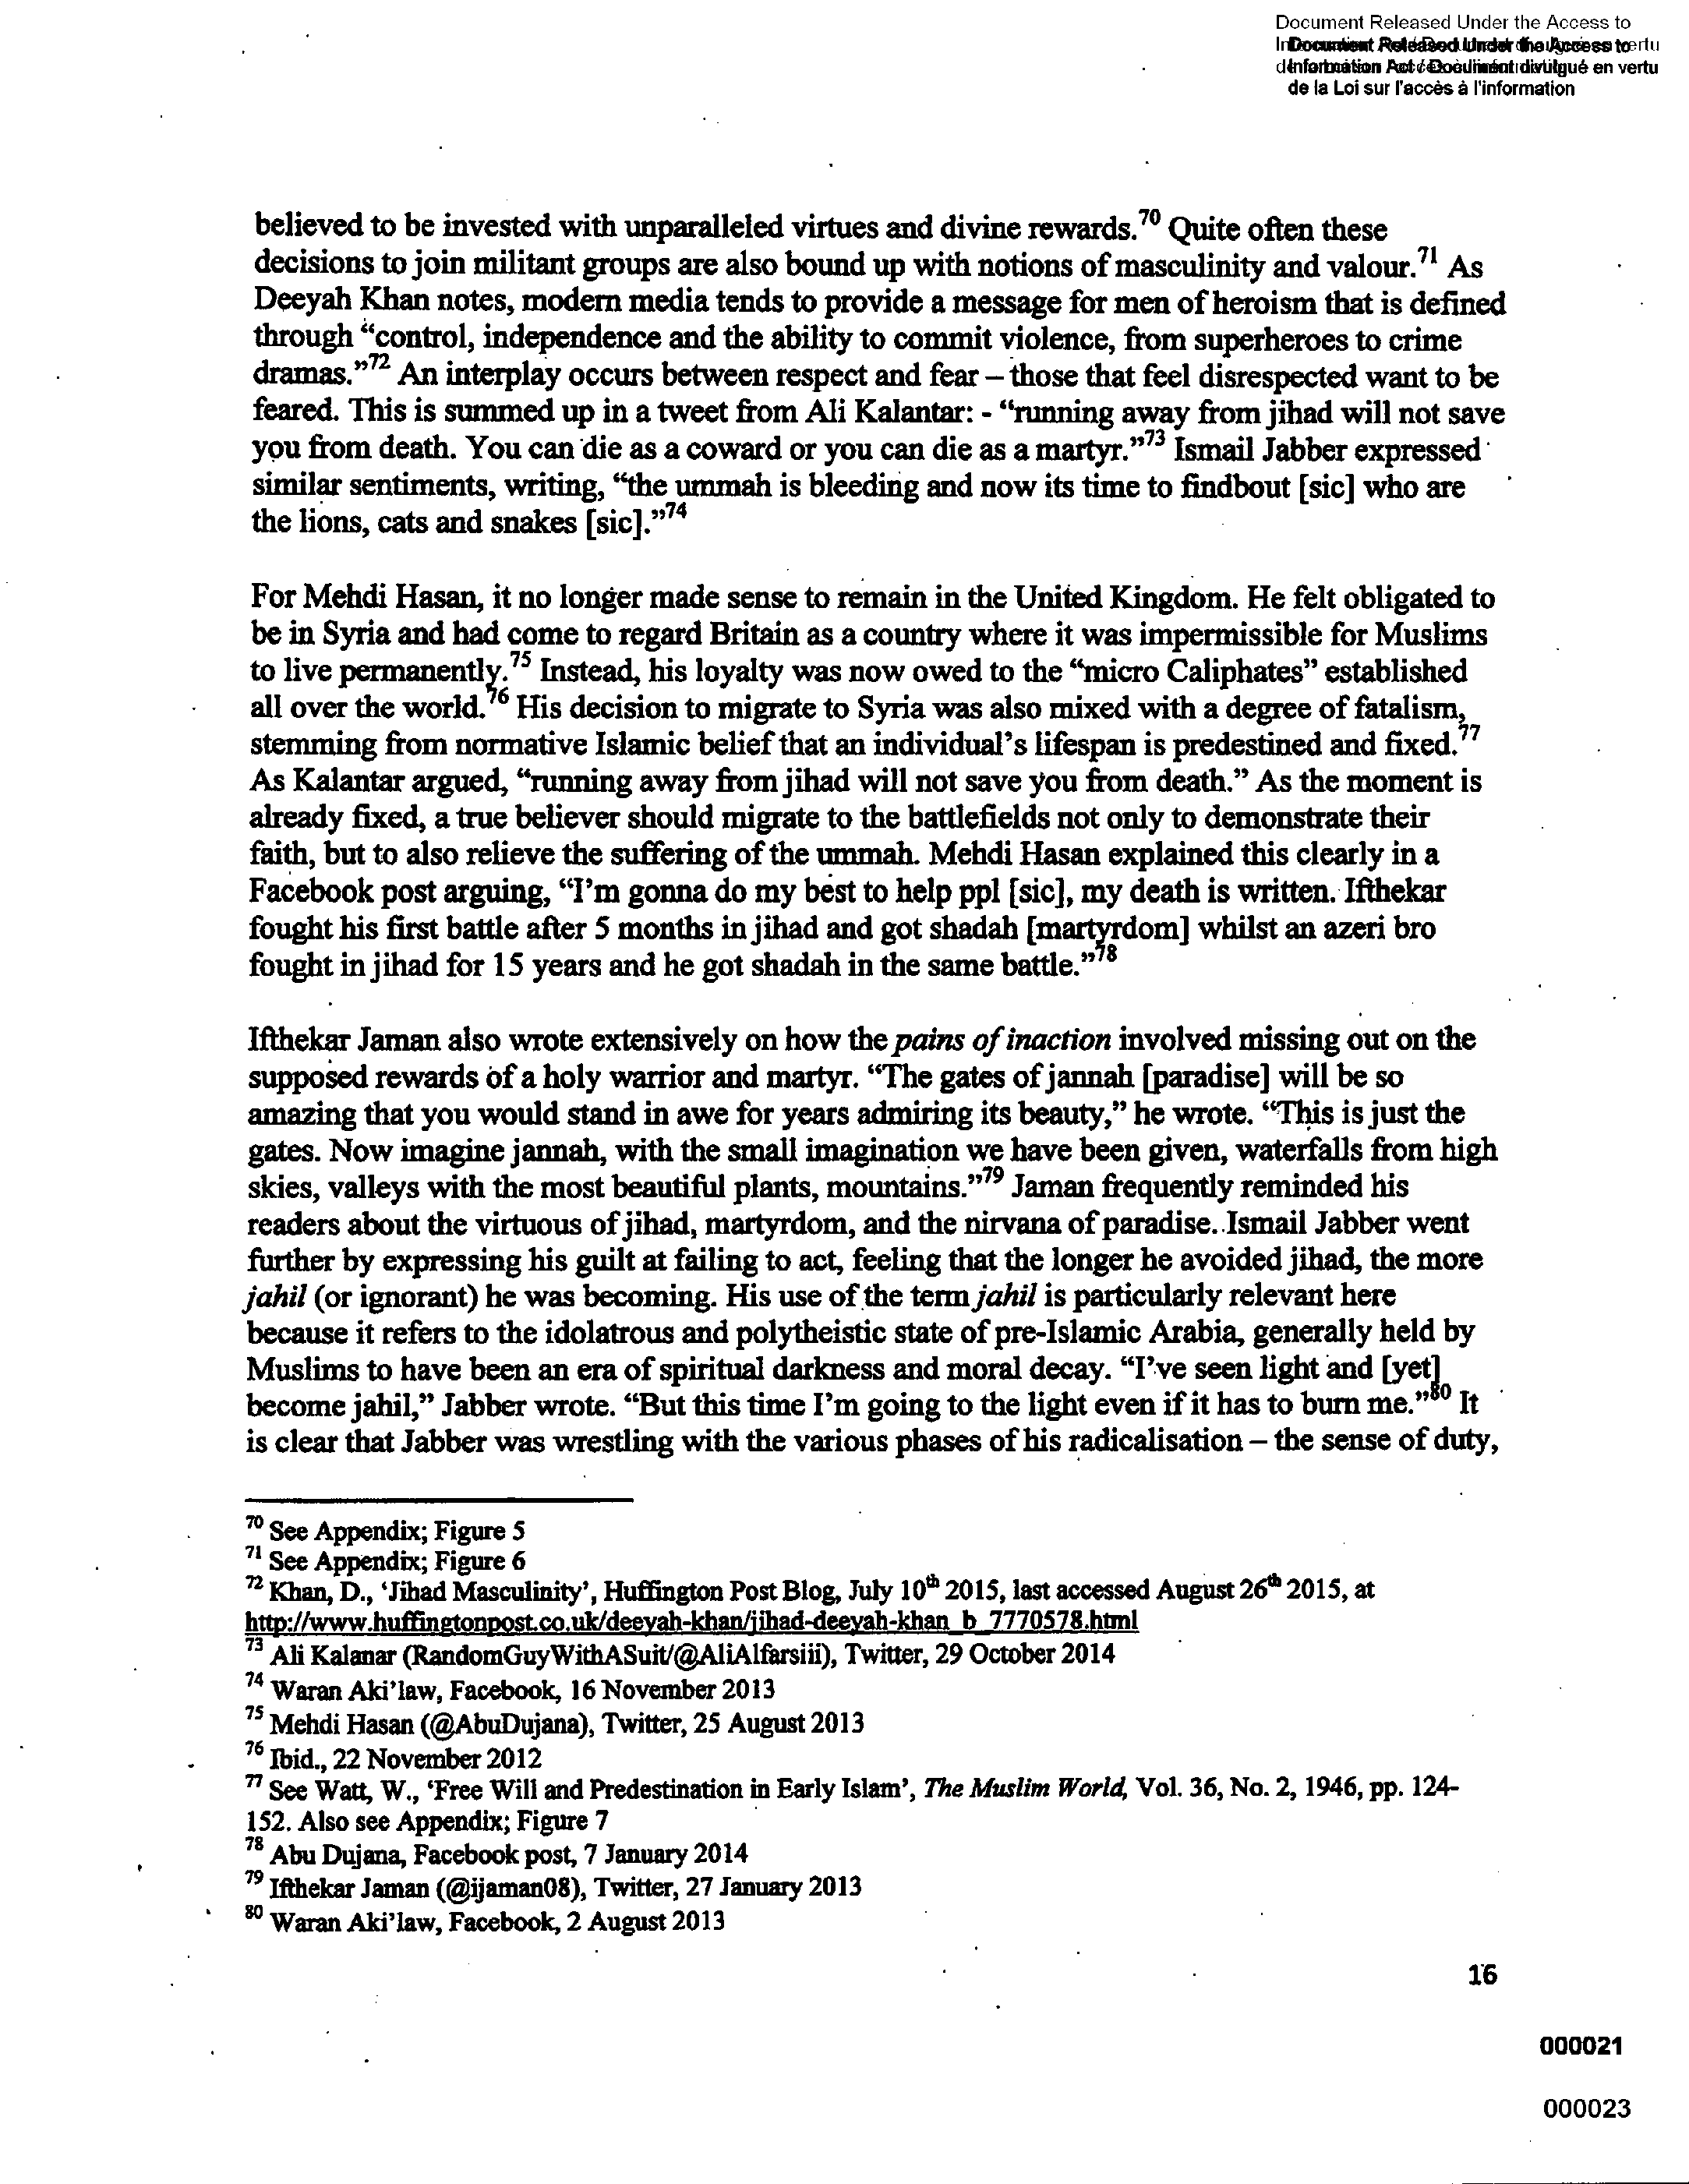 Document Released Under the Access to
Document Released Under the Access to
Information Act / Document divulgué en vertu
de la Loi sur l'accès à l'information
believed to be invested with unparalleled virtues and divine rewards.70 Quite often these
decisions to join militant groups are also bound up with notions of masculinity and valour.71 As
Deeyah Khan notes, modern media tends to provide a message for men of heroism that is defined
through “control, independence and the ability to commit violence, from superheroes to crime
dramas.”72 An interplay occurs between respect and fear – those that feel disrespected want to be
feared. This is summed up in a tweet from Ali Kalantar: - “running away from jihad will not save
you from death. You can die as a coward or you can die as a martyr.”73 Ismail Jabber expressed
similar sentiments, writing, “the ummah is bleeding and now its time to findbout [sic] who are
the lions, cats and snakes [sic].”74
For Mehdi Hasan, it no longer made sense to remain in the United Kingdom. He felt obligated to
be in Syria and had come to regard Britain as a country where it was impermissible for Muslims
to live permanently.75 Instead, his loyalty was now owed to the “micro Caliphates” established
all over the world.76 His decision to migrate to Syria was also mixed with a degree of fatalism,
stemming from normative Islamic belief that an individual’s lifespan is predestined and fixed.77
As Kalantar argued, “running away from jihad will not save you from death.” As the moment is
already fixed, a true believer should migrate to the battlefields not only to demonstrate their
faith, but to also relieve the suffering of the ummah. Mehdi Hasan explained this clearly in a
Facebook post arguing, “I’m gonna do my best to help ppl [sic], my death is written. Ifthekar
fought his first battle after 5 months in jihad and got shadah [martyrdom] whilst an azeri bro
fought in jihad for 15 years and he got shadah in the same battle.”78
Ifthekar Jaman also wrote extensively on how the pains of inaction involved missing out on the
supposed rewards of a holy warrior and martyr. “The gates of jannah [paradise] will be so
amazing that you would stand in awe for years admiring its beauty,” he wrote. “This is just the
gates. Now imagine jannah, with the small imagination we have been given, waterfalls from high
skies, valleys with the most beautiful plants, mountains.”79 Jaman frequently reminded his
readers about the virtuous of jihad, martyrdom, and the nirvana of paradise. Ismail Jabber went
further by expressing his guilt at failing to act, feeling that the longer he avoided jihad, the more
jahil (or ignorant) he was becoming. His use of the term jahil is particularly relevant here
because it refers to the idolatrous and polytheistic state of pre-Islamic Arabia, generally held by
Muslims to have been an era of spiritual darkness and moral decay. “I’ve seen light and [yet]
become jahil,” Jabber wrote. “But this time I’m going to the light even if it has to burn me.”80 It
is clear that Jabber was wrestling with the various phases of his radicalisation – the sense of duty,
70 See Appendix; Figure 5
71 See Appendix; Figure 6
72 Khan, D., ‘Jihad Masculinity’, Huffington Post Blog, July 10th 2015, last accessed August 26th 2015, at
http://www.huffingtonpost.co.uk/deeyah-khan/jihad-deeyah-khan_b_7770578.html
73 Ali Kalanar (RandomGuyWithASuit/@AliAlfarsiii), Twitter, 29 October 2014
74 Waran Aki’law, Facebook, 16 November 2013
75 Mehdi Hasan (@AbuDujana), Twitter, 25 August 2013
76 Ibid., 22 November 2012
77 See Watt, W., ‘Free Will and Predestination in Early Islam’, The Muslim World, Vol. 36, No. 2, 1946, pp. 124-
152. Also see Appendix; Figure 7
78 Abu Dujana, Facebook post, 7 January 2014
79 Ifthekar Jaman (@ijaman08), Twitter, 27 January 2013
80 Waran Aki’law, Facebook, 2 August 2013
16
000021
000023